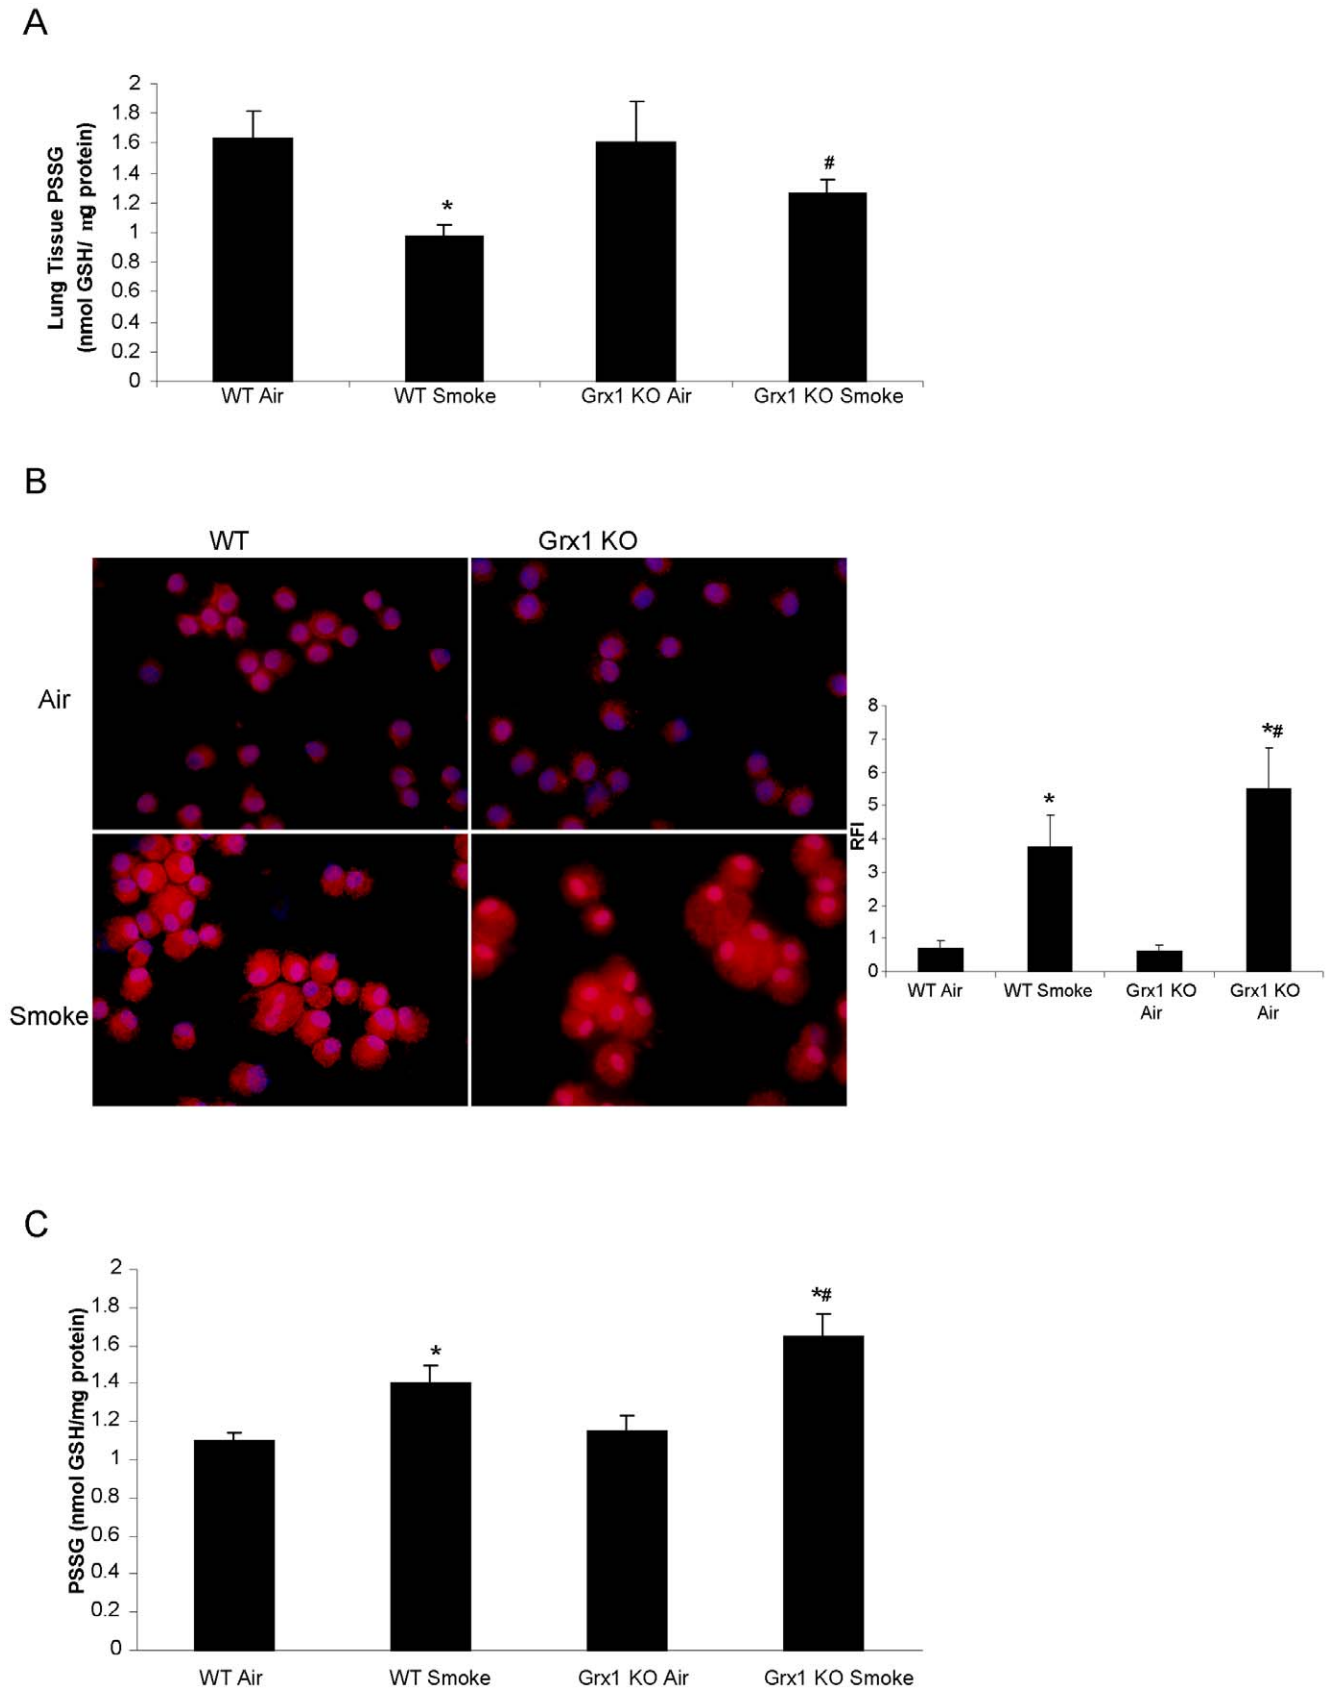 A
Lung Tissue PSSG
(nmol GSH/ mg protein)
2
1.8
1.6
1.4
1.2
1
0.8
0.6
0.4
0.2
0
*
#
WT Air
WT Smoke
Grx1 KO Air
Grx1 KO Smoke
B
WT
Grx1 KO
Air
Smoke
RFI
8
7
6
5
4
3
2
1
0
*
*#
WT Air
WT Smoke
Grx1 KO
Air
Grx1 KO
Air
C
PSSG (nmol GSH/mg protein)
2
1.8
1.6
1.4
1.2
1
0.8
0.6
0.4
0.2
0
*
*#
WT Air
WT Smoke
Grx1 KO Air
Grx1 KO Smoke